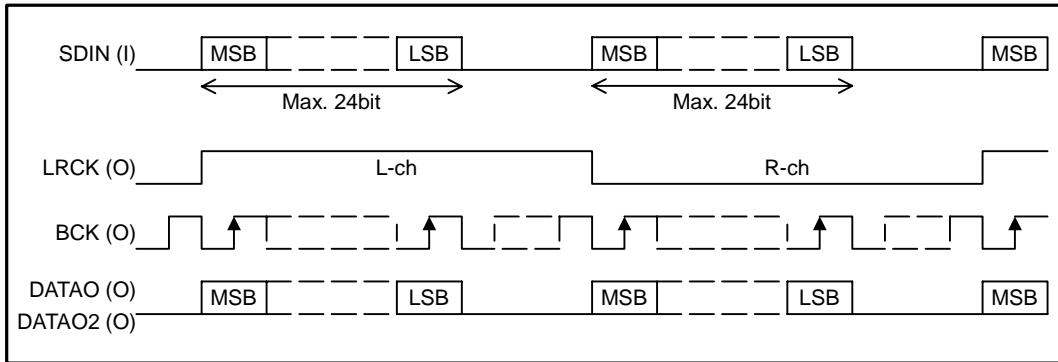 SDIN (I) MSB LSB MSB LSB MSB
Max. 24bit Max. 24bit
LRCK (O) L-ch R-ch
BCK (O)
DATAO (O) MSB LSB MSB LSB MSB
DATAO2 (O)